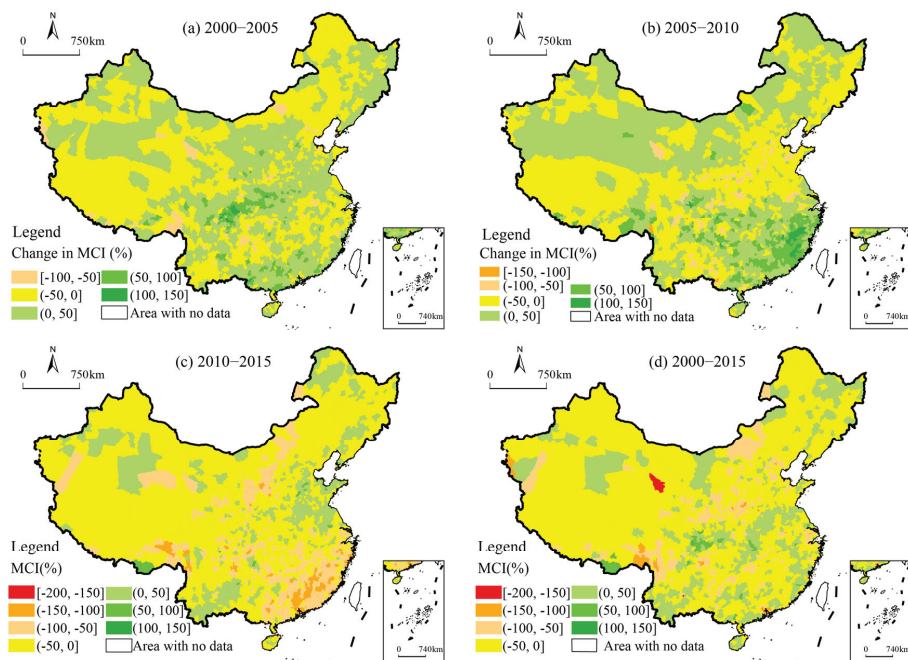 N
0 750km
(a) 2000−2005
Legend
Change in MCI (%)
[-100, -50] (50, 100]
(-50, 0] (100, 150]
(0, 50] Area with no data
0 740km
N
0 750km
(b) 2005−2010
Legend
Change in MCI (%)
[-150, -100]
(-100, -50] (50, 100]
(-50, 0] (100, 150]
(0, 50] Area with no data
0 740km
N
0 750km
(c) 2010−2015
Legend
MCI(%)
[-200, -150] (0, 50]
(-150, -100] (50, 100]
(-100, -50] (100, 150]
(-50, 0] Area with no data
0 740km
N
0 750km
(d) 2000−2015
Legend
MCI(%)
[-200, -150] (0, 50]
(-150, -100] (50, 100]
(-100, -50] (100, 150]
(-50, 0] Area with no data
0 740km